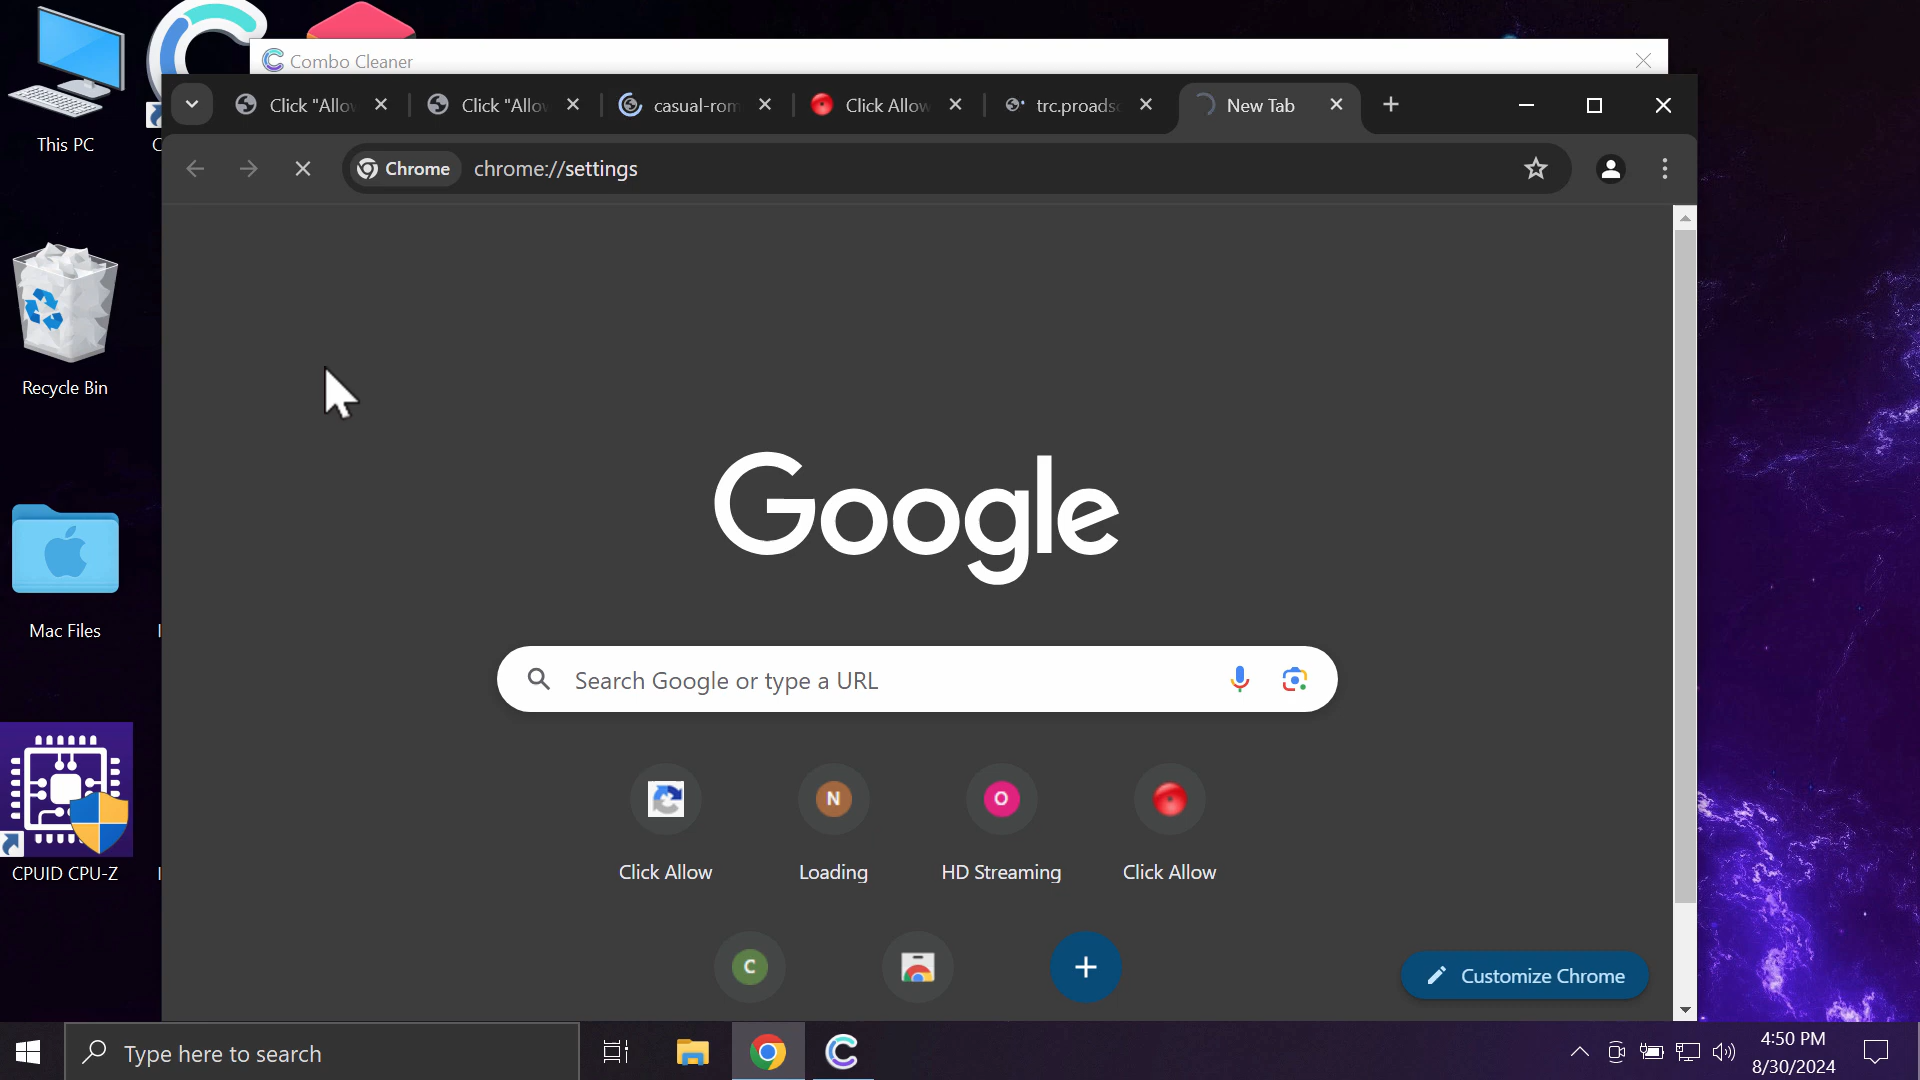 Combo Cleaner
Click "Allo
Click "Allo
casual-rom
Click Allow
trc.proadsc
New Tab
Chrome
chrome://settings
This PC
Recycle Bin
Mac Files
CPUID CPU-Z
Google
Search Google or type a URL
Click Allow
Loading
HD Streaming
Click Allow
N
O
C
Customize Chrome
Type here to search
4:50 PM
8/30/2024